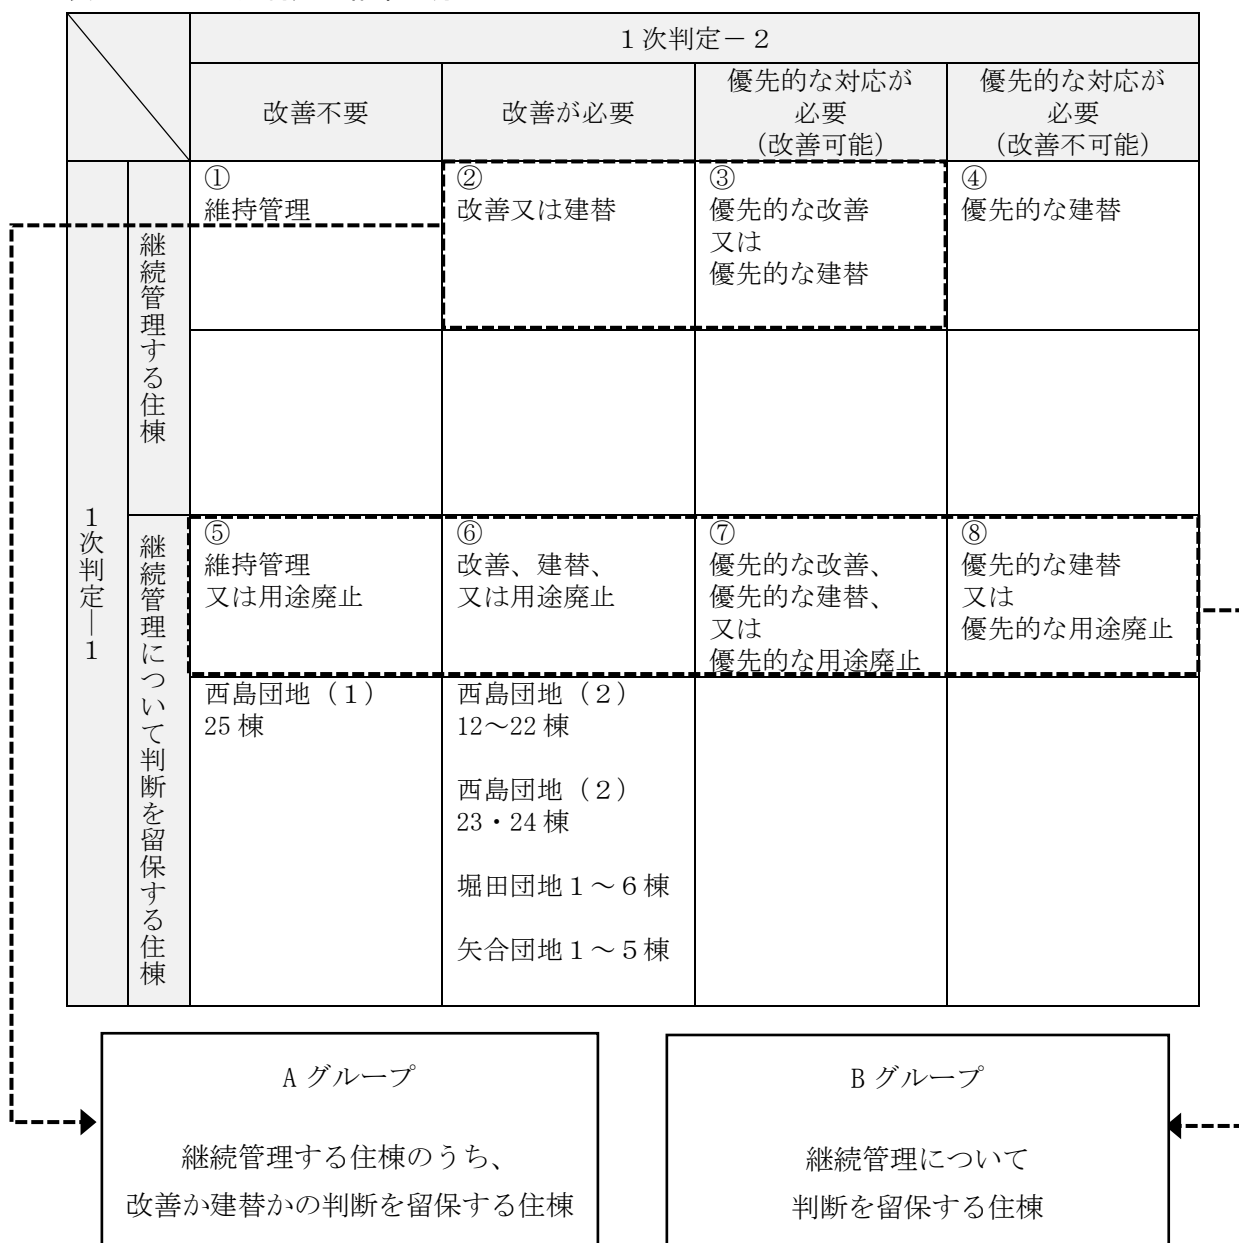 1次判定－2
改善不要
改善が必要
優先的な対応が
必要
（改善可能）
優先的な対応が
必要
（改善不可能）
1次判定―1
継続管理する住棟
①
維持管理
②
改善又は建替
③
優先的な改善
又は
優先的な建替
④
優先的な建替
継続管理について判断を留保する住棟
⑤
維持管理
又は用途廃止
⑥
改善、建替、
又は用途廃止
⑦
優先的な改善、
優先的な建替、
又は
優先的な用途廃止
⑧
優先的な建替
又は
優先的な用途廃止
西島団地（1）
25棟
西島団地（2）
12～22棟
西島団地（2）
23・24棟
堀田団地1～6棟
矢合団地1～5棟
Aグループ
継続管理する住棟のうち、
改善か建替かの判断を留保する住棟
Bグループ
継続管理について
判断を留保する住棟